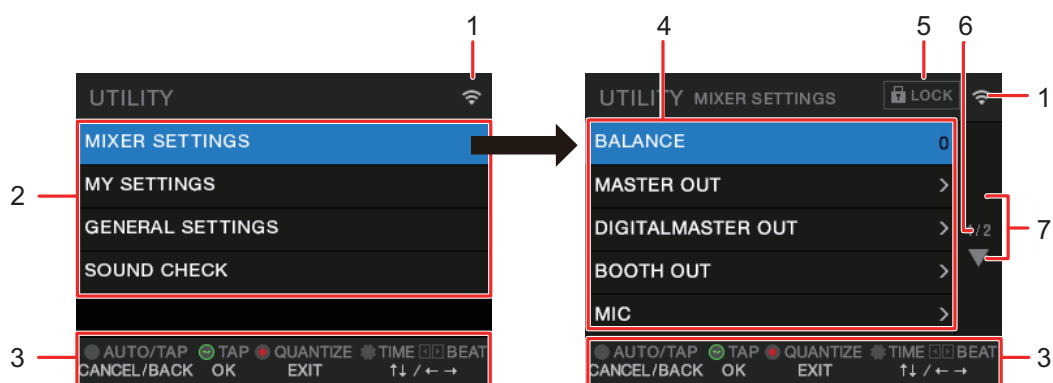 1
4
5
6
UTILITY
UTILITY MIXER SETTINGS
LOCK
1
MIXER SETTINGS
BALANCE 0
2
MY SETTINGS
MASTER OUT >
GENERAL SETTINGS
DIGITALMASTER OUT >
1/2
7
SOUND CHECK
BOOTH OUT >
MIC >
3
AUTO/TAP TAP QUANTIZE TIME BEAT
CANCEL/BACK OK EXIT ↑↓ / ← →
AUTO/TAP TAP QUANTIZE TIME BEAT
CANCEL/BACK OK EXIT ↑↓ / ← →
3